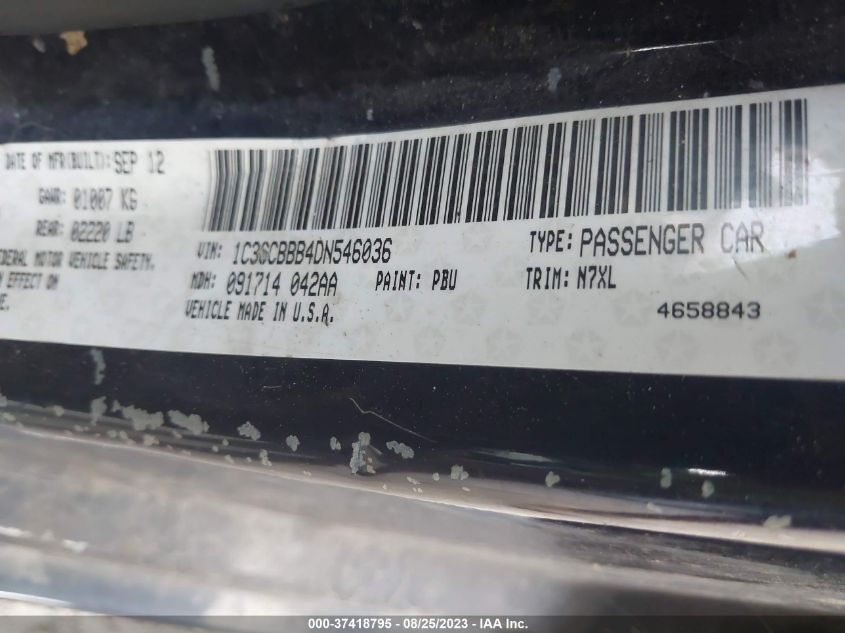 DATE OF MFR(BUILT): SEP 12
GAWR: 01007 KG
REAR: 02220 LB
FEDERAL MOTOR VEHICLE SAFETY.
IN EFFECT ON
VIN: 1C3CCBBB4DN546036
TYPE: PASSENGER CAR
MDH: 091714 042AA
PAINT: PBU
TRIM: N7XL
VEHICLE MADE IN U.S.A.
4658843
000-37418795 - 08/25/2023 - IAA Inc.